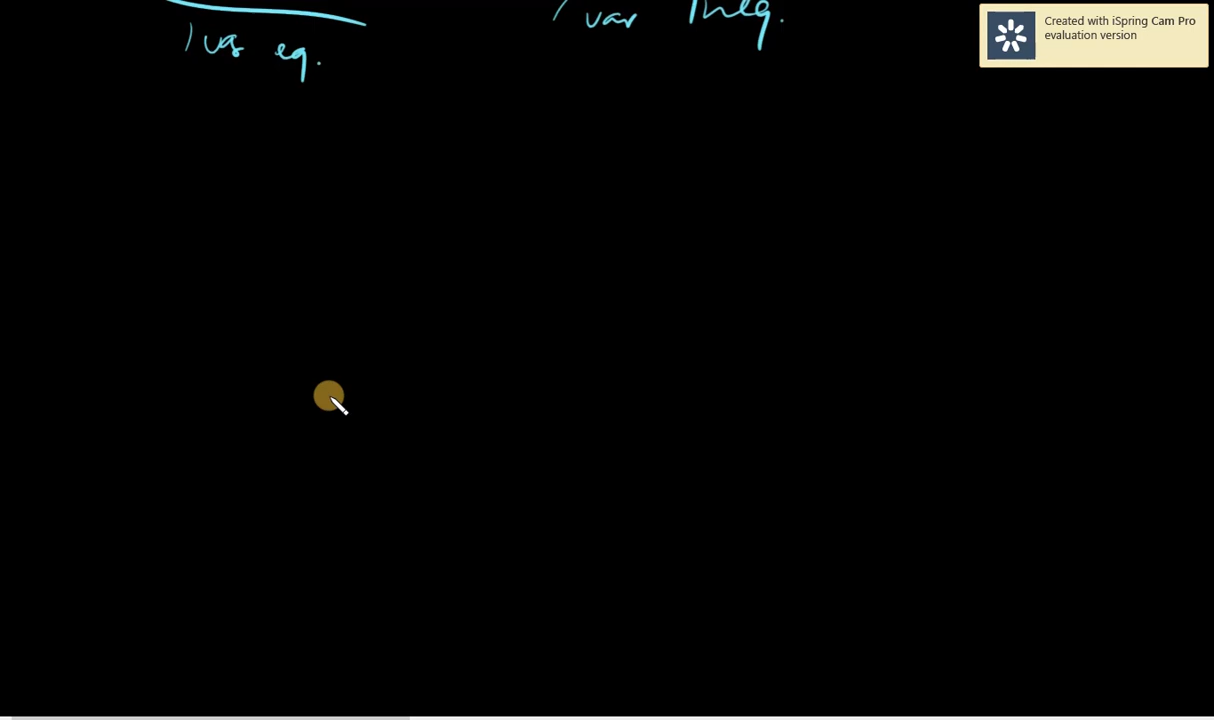 1 var ineq.
1 var eq.
Created with iSpring Cam Pro
evaluation version